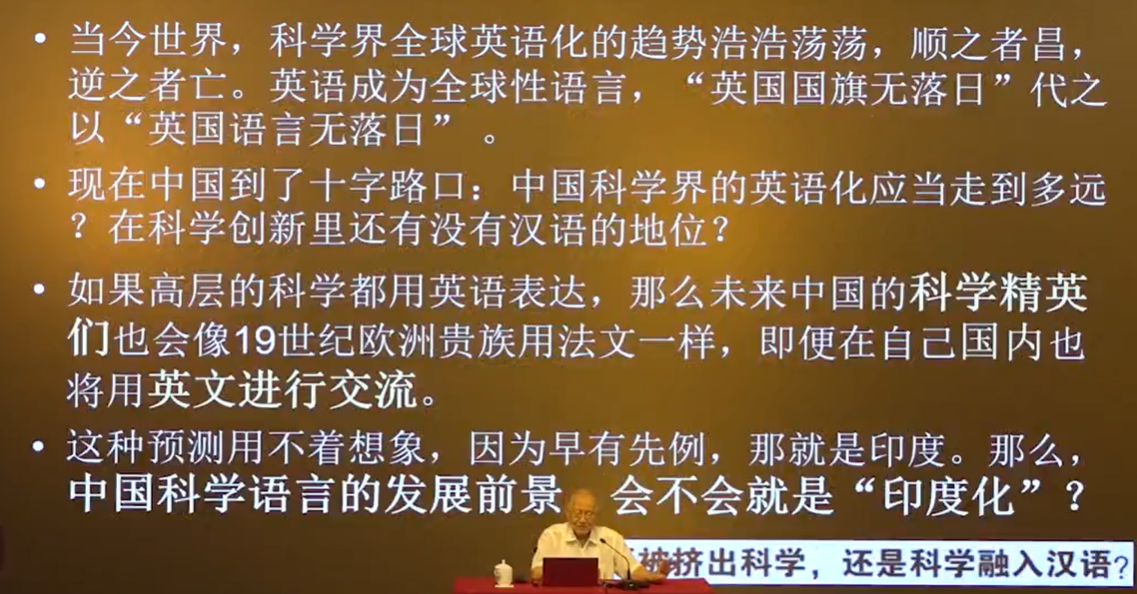 • 当今世界，科学界全球英语化的趋势浩浩荡荡，顺之者昌，
逆之者亡。英语成为全球性语言，“英国国旗无落日”代之
以“英国语言无落日”。
• 现在中国到了十字路口：中国科学界的英语化应当走到多远
？在科学创新里还有没有汉语的地位？
• 如果高层的科学都用英语表达，那么未来中国的科学精英
们也会像19世纪欧洲贵族用法文一样，即便在自己国内也
将用英文进行交流。
• 这种预测用不着想象，因为早有先例，那就是印度。那么，
中国科学语言的发展前景 会不会就是“印度化”？
被挤出科学，还是科学融入汉语?